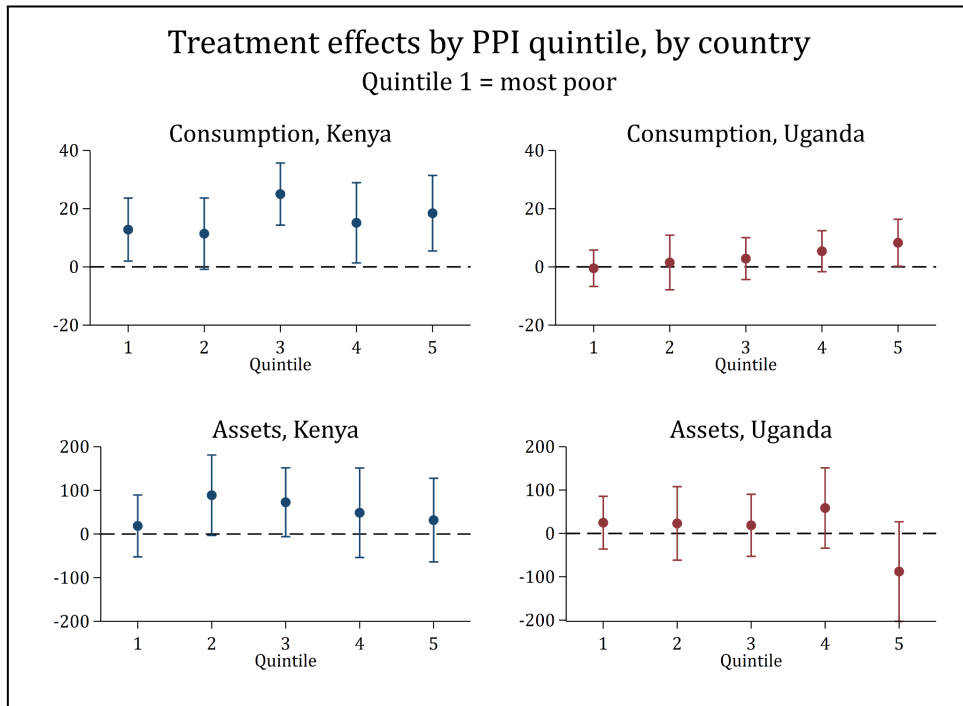 Treatment effects by PPI quintile, by country
Quintile 1 = most poor
Consumption, Kenya
40
20
0
-20
1 2 3 4 5
Quintile
Consumption, Uganda
40
20
0
-20
1 2 3 4 5
Quintile
Assets, Kenya
200
100
0
-100
-200
1 2 3 4 5
Quintile
Assets, Uganda
200
100
0
-100
-200
1 2 3 4 5
Quintile